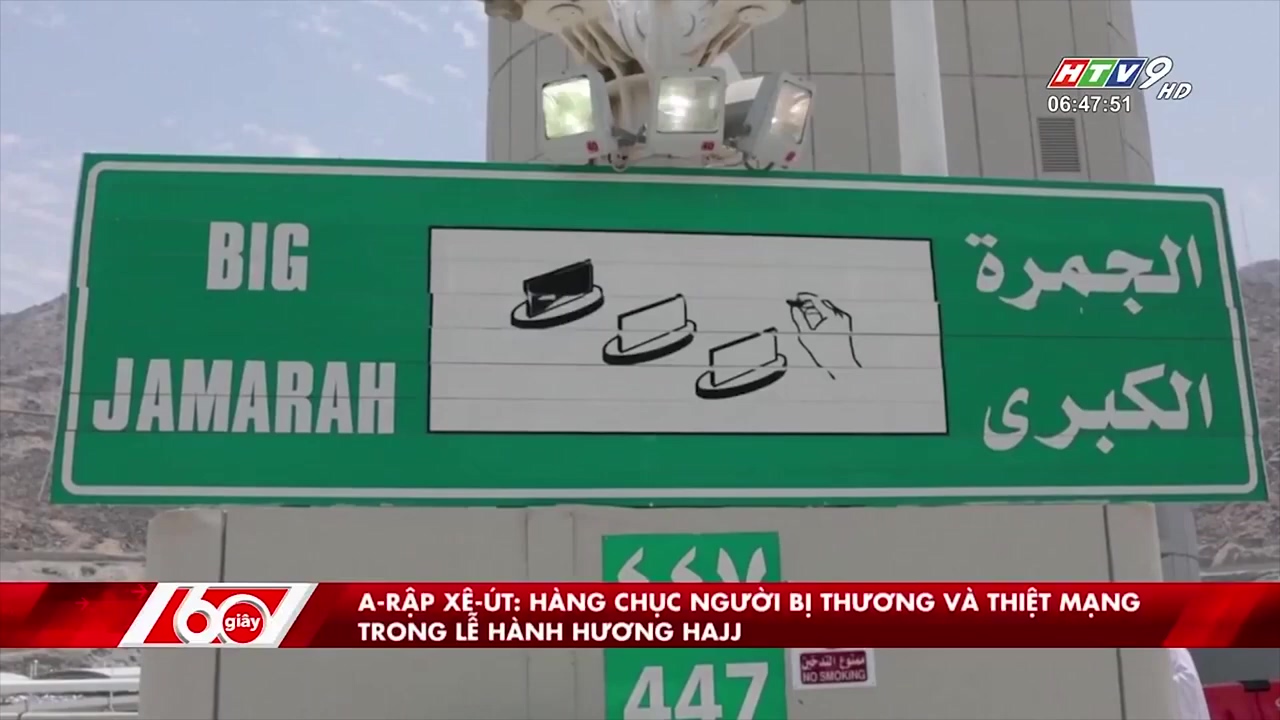 HTV9 HD
06:47:51
BIG
JAMARAH
الجمرة
الكبرى
٤٤٧
60 giây
A-RẬP XÊ-ÚT: HÀNG CHỤC NGƯỜI BỊ THƯƠNG VÀ THIỆT MẠNG
TRONG LỄ HÀNH HƯƠNG HAJJ
447
ممنوع التدخين
NO SMOKING